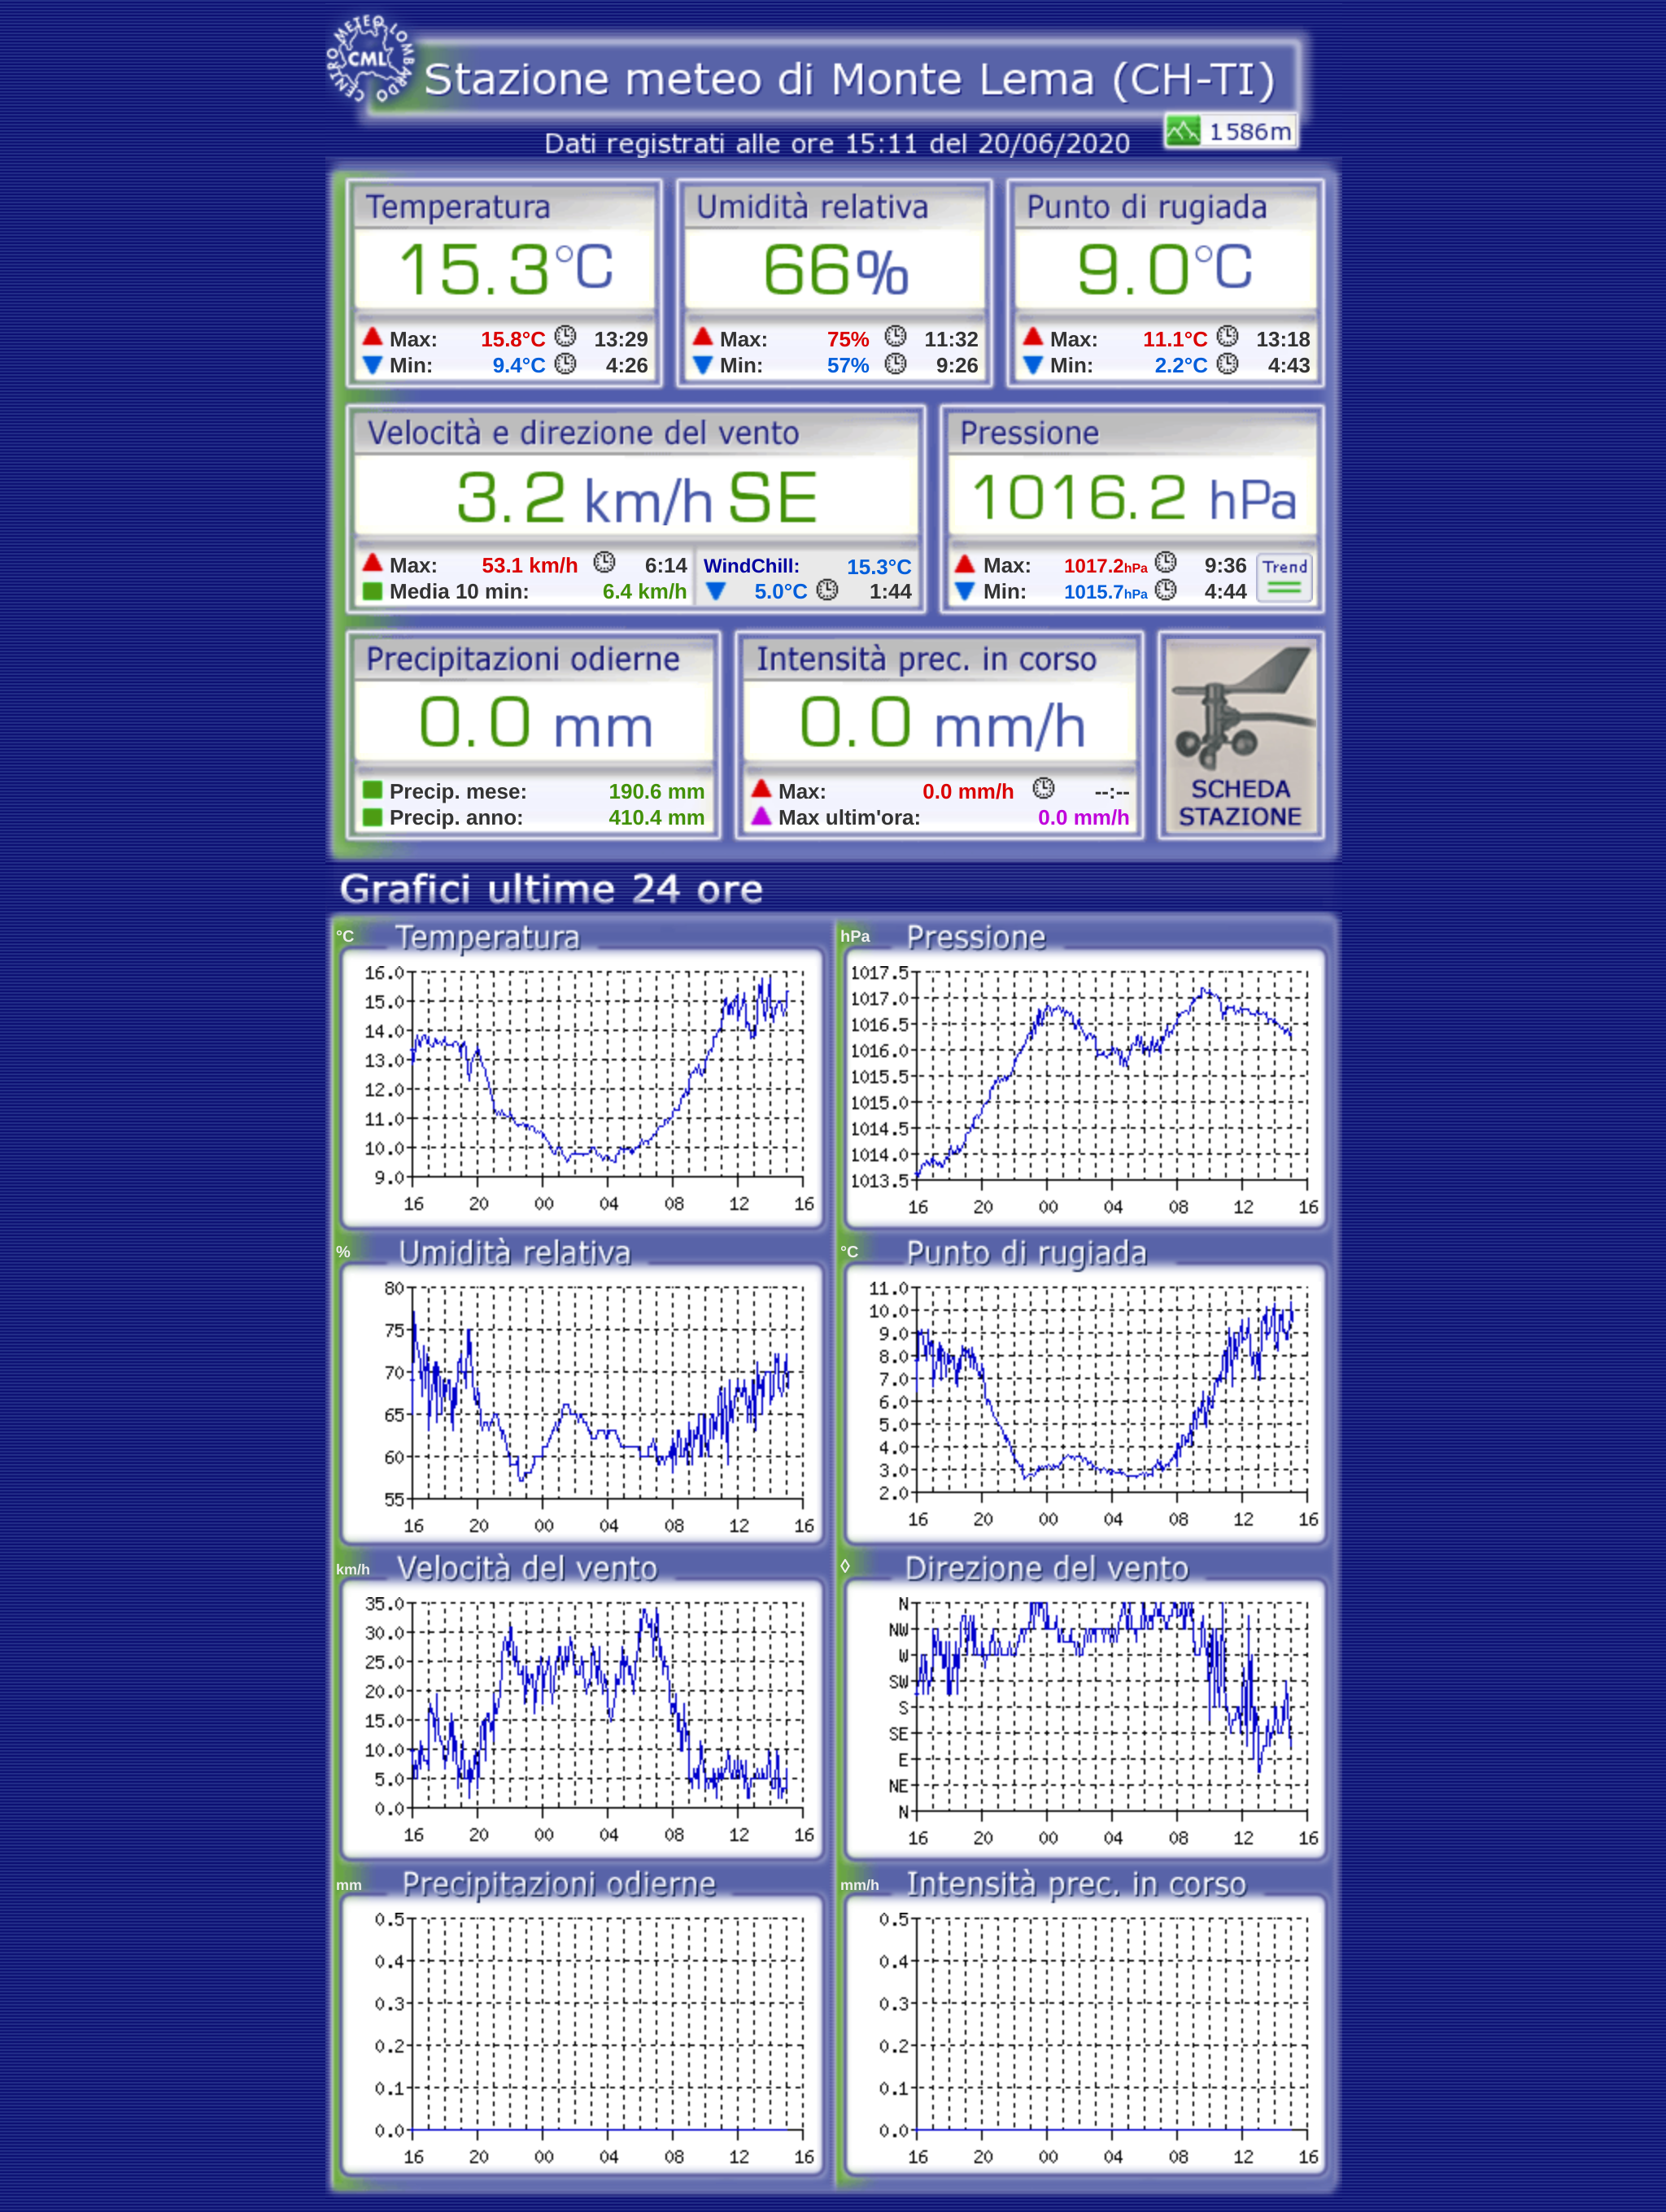 CENTRO METEO LOMBARDO
CML
Stazione meteo di Monte Lema (CH-TI)
1586m
Dati registrati alle ore 15:11 del 20/06/2020
Temperatura
15.3°C
Max: 15.8°C 13:29
Min: 9.4°C 4:26
Umidità relativa
66%
Max: 75% 11:32
Min: 57% 9:26
Punto di rugiada
9.0°C
Max: 11.1°C 13:18
Min: 2.2°C 4:43
Velocità e direzione del vento
3.2 km/h SE
Max: 53.1 km/h 6:14
Media 10 min: 6.4 km/h
WindChill: 15.3°C
5.0°C 1:44
Pressione
1016.2 hPa
Max: 1017.2hPa 9:36
Min: 1015.7hPa 4:44
Trend
Precipitazioni odierne
0.0 mm
Precip. mese: 190.6 mm
Precip. anno: 410.4 mm
Intensità prec. in corso
0.0 mm/h
Max: 0.0 mm/h --:--
Max ultim'ora: 0.0 mm/h
SCHEDA
STAZIONE
Grafici ultime 24 ore
°C Temperatura
16.0
15.0
14.0
13.0
12.0
11.0
10.0
9.0
16 20 00 04 08 12 16
hPa Pressione
1017.5
1017.0
1016.5
1016.0
1015.5
1015.0
1014.5
1014.0
1013.5
16 20 00 04 08 12 16
% Umidità relativa
80
75
70
65
60
55
16 20 00 04 08 12 16
°C Punto di rugiada
11.0
10.0
9.0
8.0
7.0
6.0
5.0
4.0
3.0
2.0
16 20 00 04 08 12 16
km/h Velocità del vento
35.0
30.0
25.0
20.0
15.0
10.0
5.0
0.0
16 20 00 04 08 12 16
◊ Direzione del vento
N
NW
W
SW
S
SE
E
NE
N
16 20 00 04 08 12 16
mm Precipitazioni odierne
0.5
0.4
0.3
0.2
0.1
0.0
16 20 00 04 08 12 16
mm/h Intensità prec. in corso
0.5
0.4
0.3
0.2
0.1
0.0
16 20 00 04 08 12 16